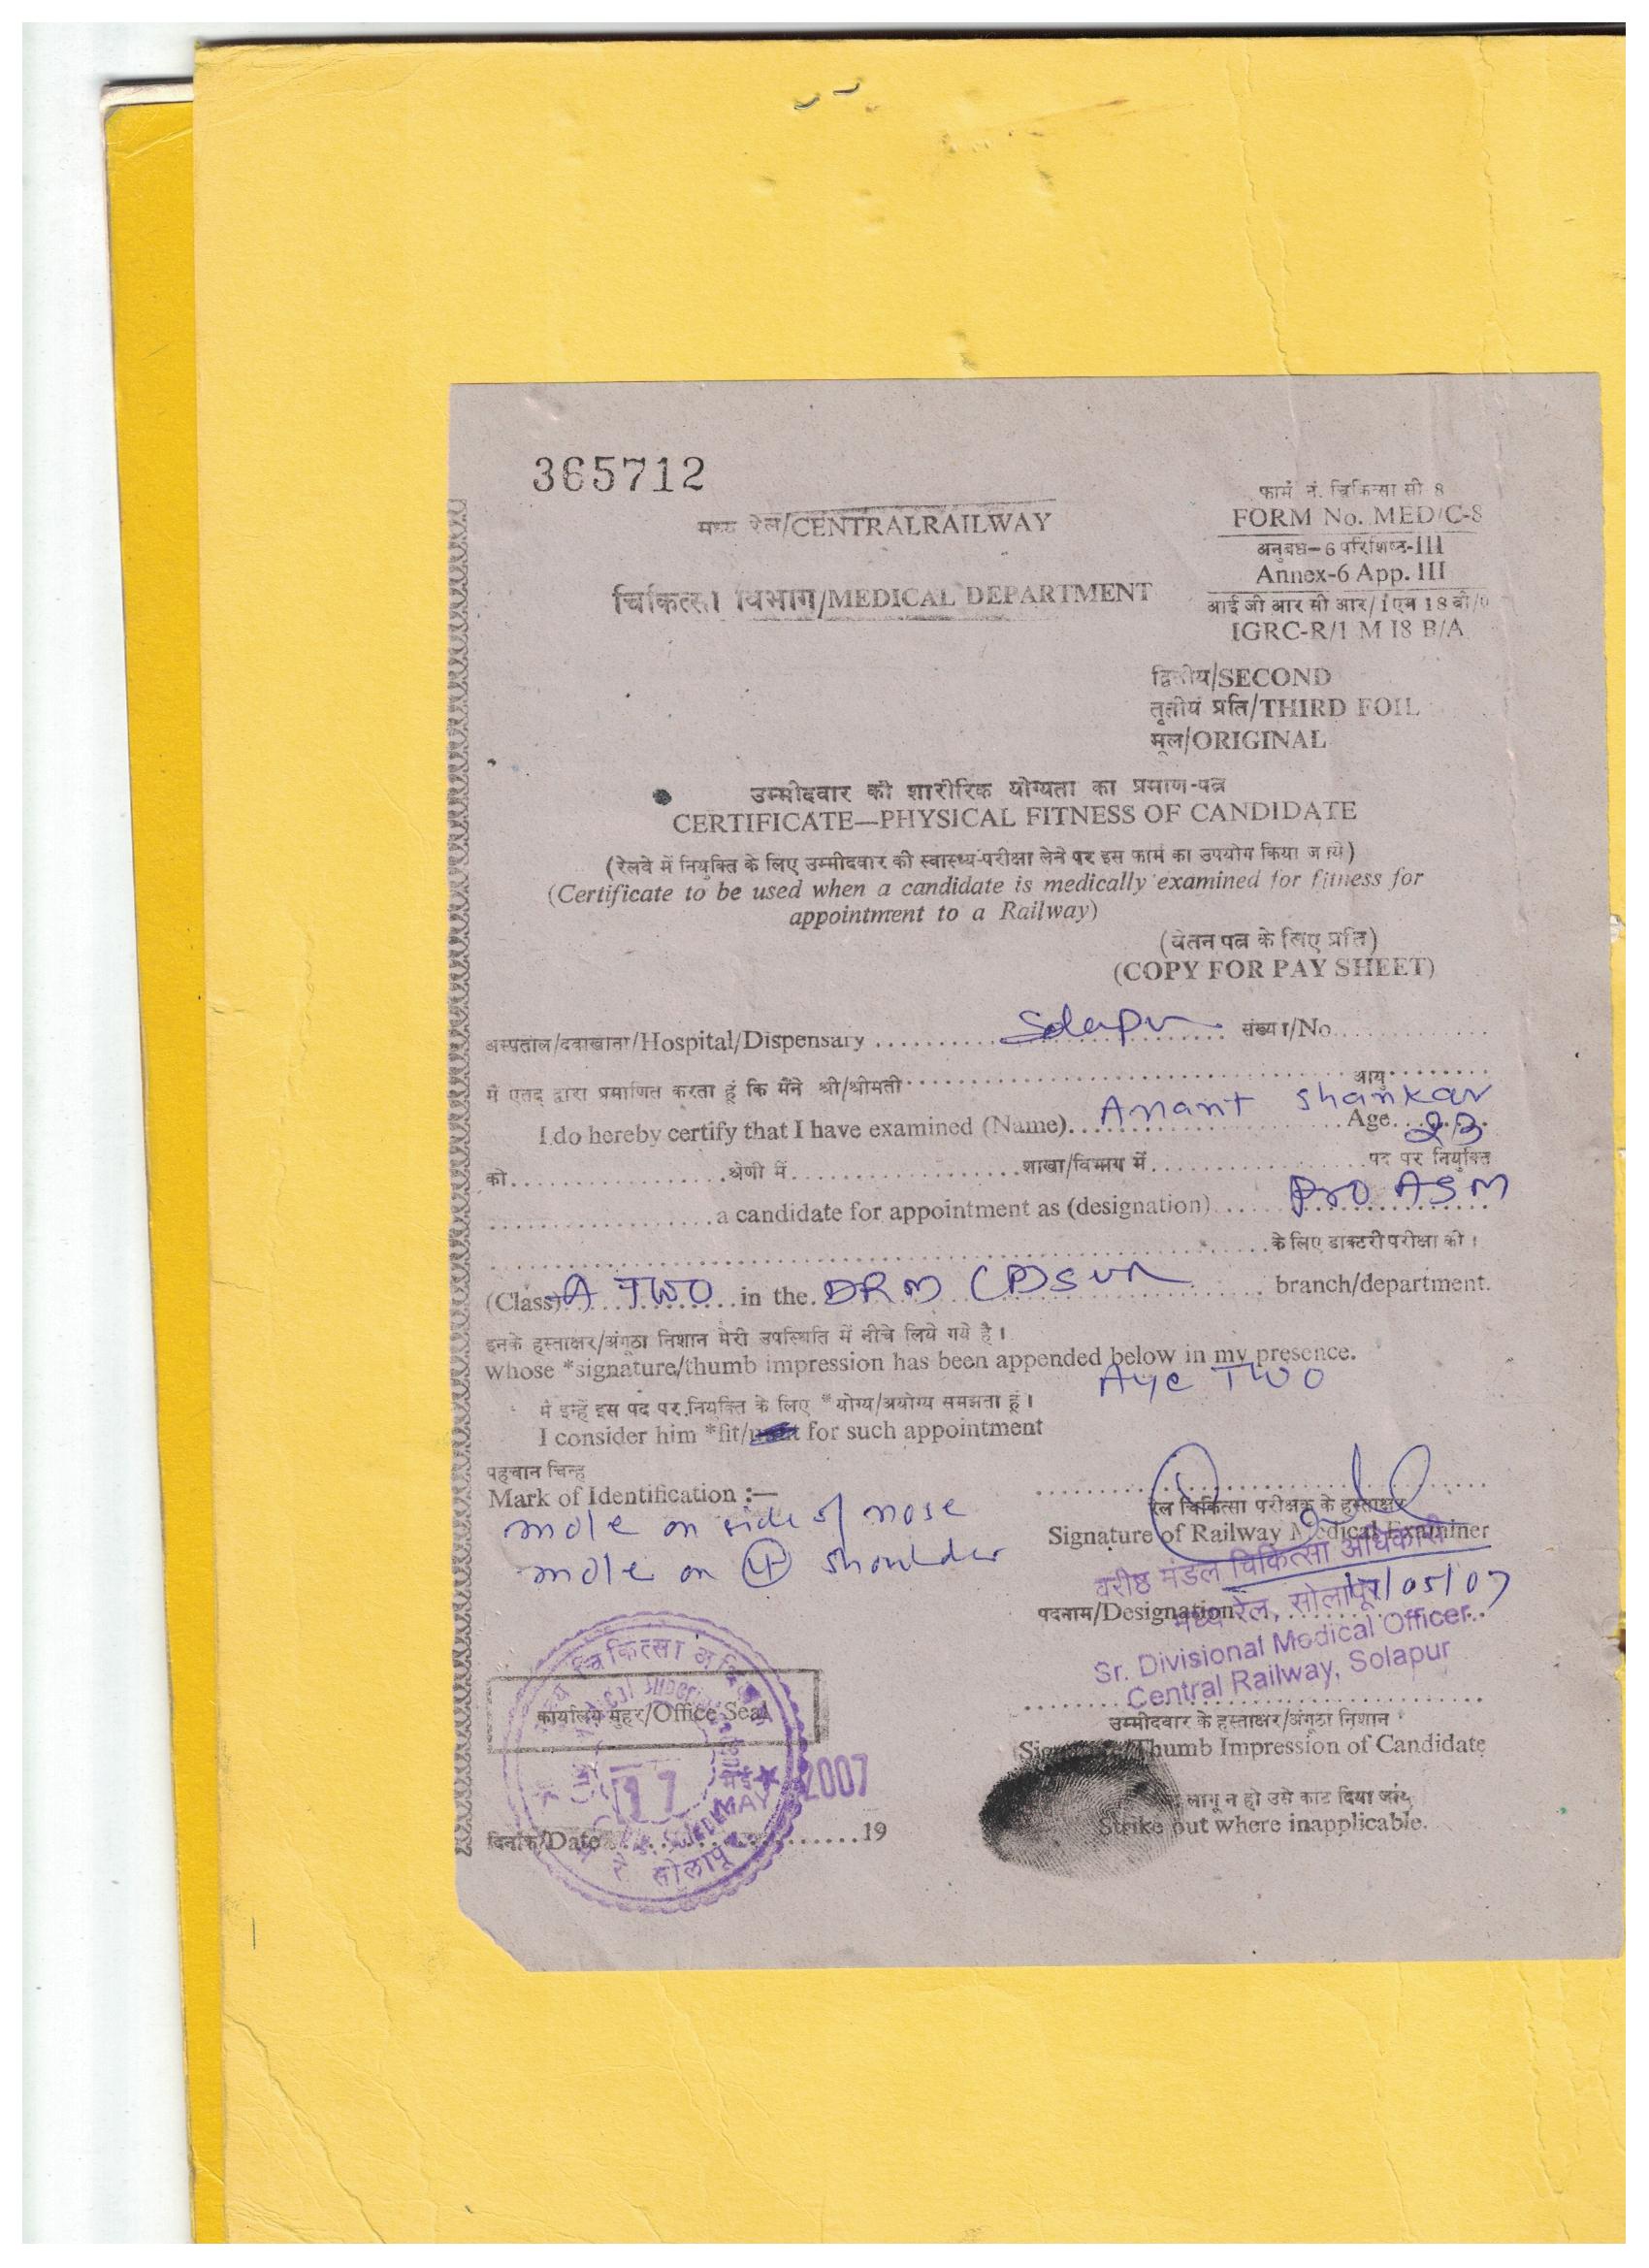 365712
मध्य रेल/CENTRALRAILWAY
चिकित्सा विभाग/MEDICAL DEPARTMENT
फार्म नं. चिकित्सा सी 8
FORM No. MED/C-8
अनुबध-6 परिशिष्ट-III
Annex-6 App. III
आई जी आर सी आर/1 एम 18 बी/
IGRC-R/1 M 18 B/A
द्वितीय/SECOND
तृतीय प्रति/THIRD FOIL
मूल/ORIGINAL
उम्मीदवार की शारीरिक योग्यता का प्रमाण-पत्र
CERTIFICATE—PHYSICAL FITNESS OF CANDIDATE
(रेलवे में नियुक्ति के लिए उम्मीदवार की स्वास्थ्य-परीक्षा लेने पर इस फार्म का उपयोग किया जाये)
(Certificate to be used when a candidate is medically examined for fitness for
appointment to a Railway)
(वेतन पत्र के लिए प्रति)
(COPY FOR PAY SHEET)
अस्पताल/दवाखाना/Hospital/Dispensary Solapur संख्या/No.
में एतद् द्वारा प्रमाणित करता हूं कि मैंने श्री/श्रीमती आयु
I do hereby certify that I have examined (Name) Anant Shankar Age 23
को श्रेणी में शाखा/विभाग में पद पर नियुक्ति
a candidate for appointment as (designation) Pro ASM
के लिए डाक्टरी परीक्षा की।
(Class) A TWO in the DRM (P) SUR branch/department.
इनके हस्ताक्षर/अंगूठा निशान मेरी उपस्थिति में नीचे लिये गये है।
whose *signature/thumb impression has been appended below in my presence.
Aye TWO
में इन्हें इस पद पर नियुक्ति के लिए *योग्य/अयोग्य समझता हूं।
I consider him *fit/ for such appointment
पहचान चिन्ह
Mark of Identification :—
mole on side of nose
mole on shoulder
रेल चिकित्सा परीक्षक के हस्ताक्षर
Signature of Railway Medical Examiner
वरीष्ठ मंडल चिकित्सा अधिकारी
17/05/07
पदनाम/Designation
मध्य रेल, सोलापूर
Sr. Divisional Medical Officer
Central Railway, Solapur
उम्मीदवार के हस्ताक्षर/अंगूठा निशान
Signature/Thumb Impression of Candidate
लागू न हो उसे काट दिया जाय
Strike out where inapplicable.
चिकित्सा
कार्यालय मुहर/Office Seal
17 मई MAY 2007
सोलापूर
दिनांक/Date 19